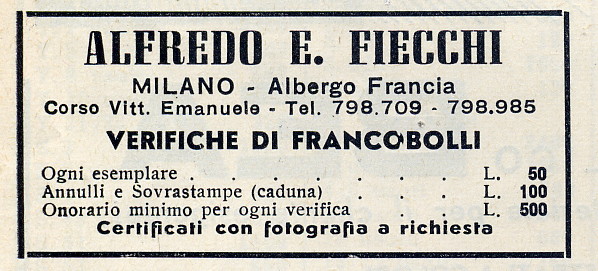 ALFREDO E. FIECCHI
MILANO - Albergo Francia
Corso Vitt. Emanuele - Tel. 798.709 - 798.985
VERIFICHE DI FRANCOBOLLI
Ogni esemplare . . . . . . . L. 50
Annulli e Sovrastampe (caduna) . . . L. 100
Onorario minimo per ogni verifica . . L. 500
Certificati con fotografia a richiesta